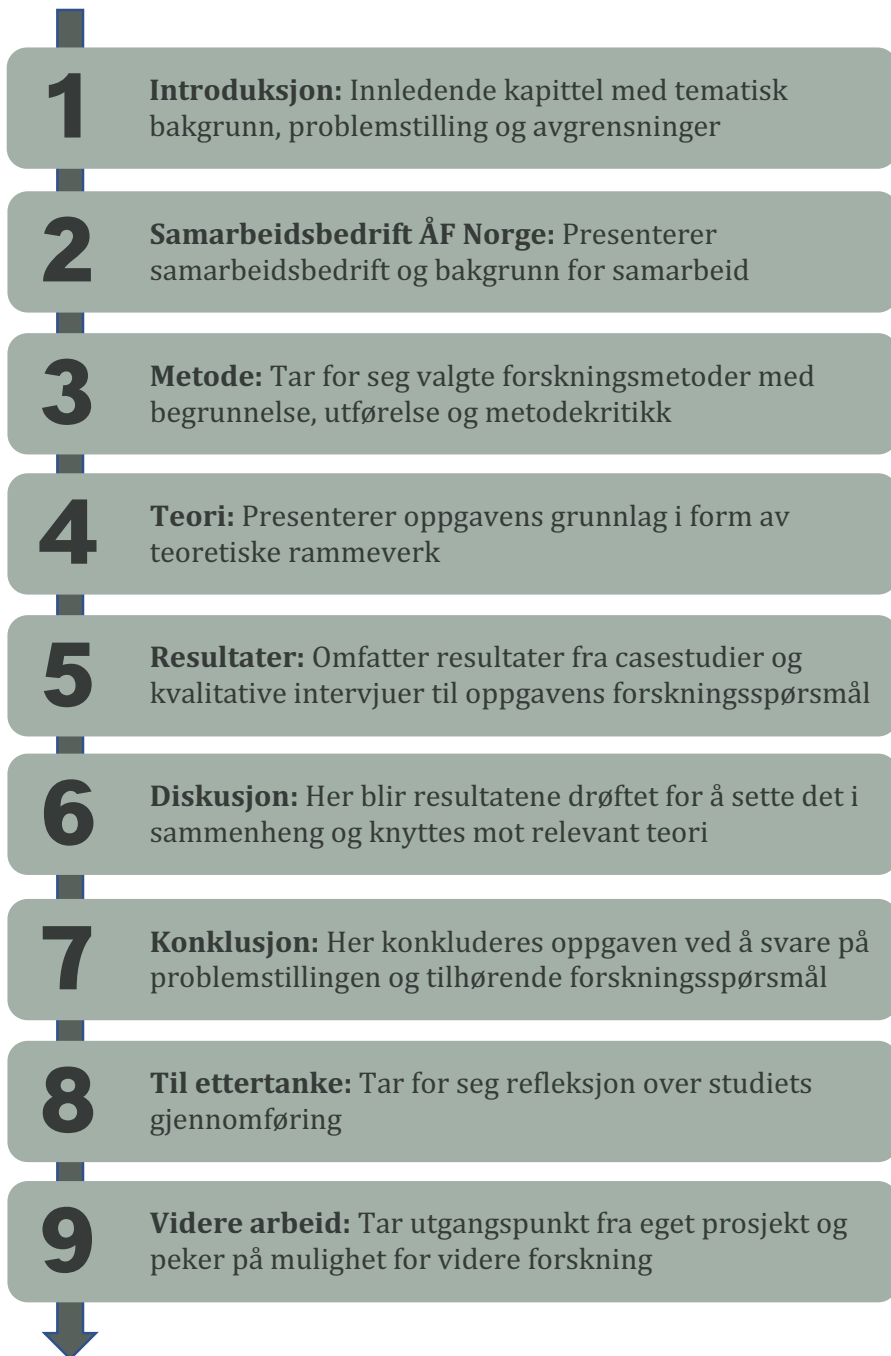 1
Introduksjon: Innledende kapittel med tematisk
bakgrunn, problemstilling og avgrensninger
2
Samarbeidsbedrift ÅF Norge: Presenterer
samarbeidsbedrift og bakgrunn for samarbeid
3
Metode: Tar for seg valgte forskningsmetoder med
begrunnelse, utførelse og metodekritikk
4
Teori: Presenterer oppgavens grunnlag i form av
teoretiske rammeverk
5
Resultater: Omfatter resultater fra casestudier og
kvalitative intervjuer til oppgavens forskningsspørsmål
6
Diskusjon: Her blir resultatene drøftet for å sette det i
sammenheng og knyttes mot relevant teori
7
Konklusjon: Her konkluderes oppgaven ved å svare på
problemstillingen og tilhørende forskningsspørsmål
8
Til ettertanke: Tar for seg refleksjon over studiets
gjennomføring
9
Videre arbeid: Tar utgangspunkt fra eget prosjekt og
peker på mulighet for videre forskning